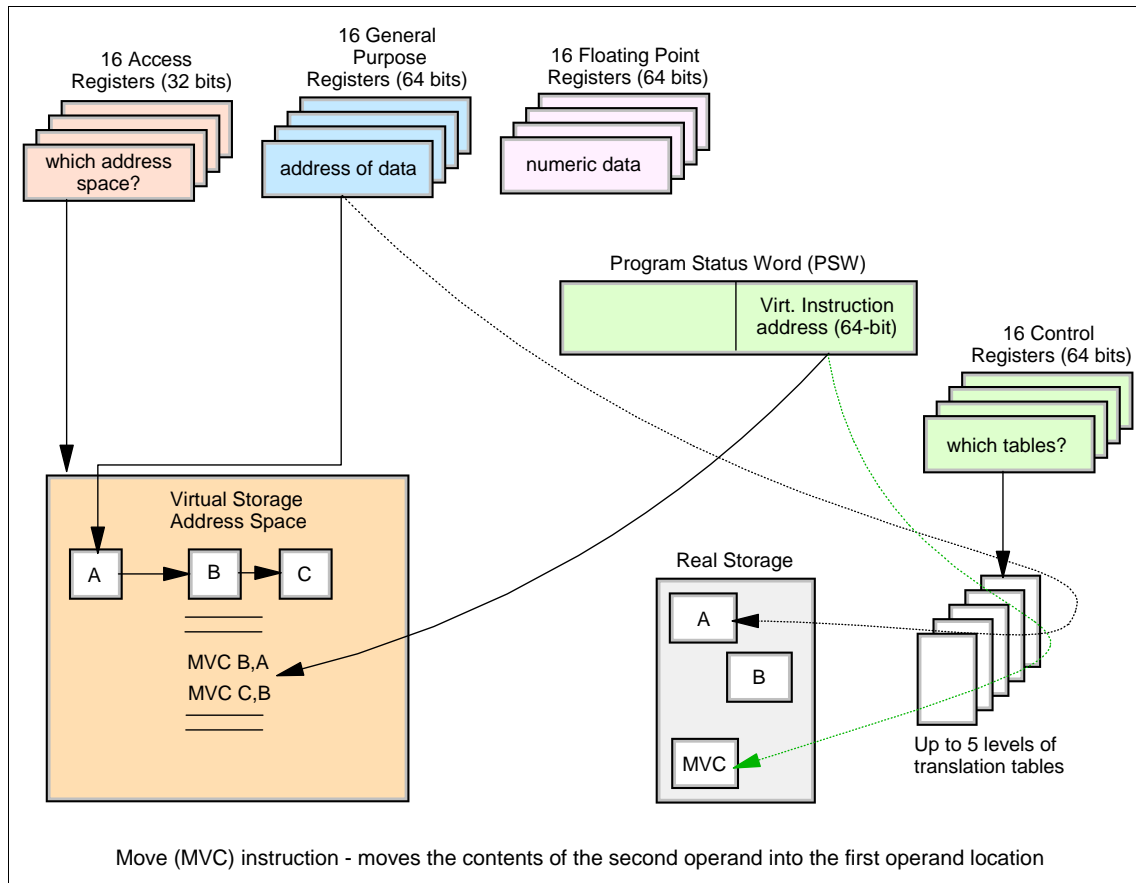 16 Access
Registers (32 bits)
which address
space?
16 General
Purpose
Registers (64 bits)
address of data
16 Floating Point
Registers (64 bits)
numeric data
Program Status Word (PSW)
Virt. Instruction
address (64-bit)
16 Control
Registers (64 bits)
which tables?
Virtual Storage
Address Space
A
B
C
MVC B,A
MVC C,B
Real Storage
A
B
MVC
Up to 5 levels of
translation tables
Move (MVC) instruction - moves the contents of the second operand into the first operand location